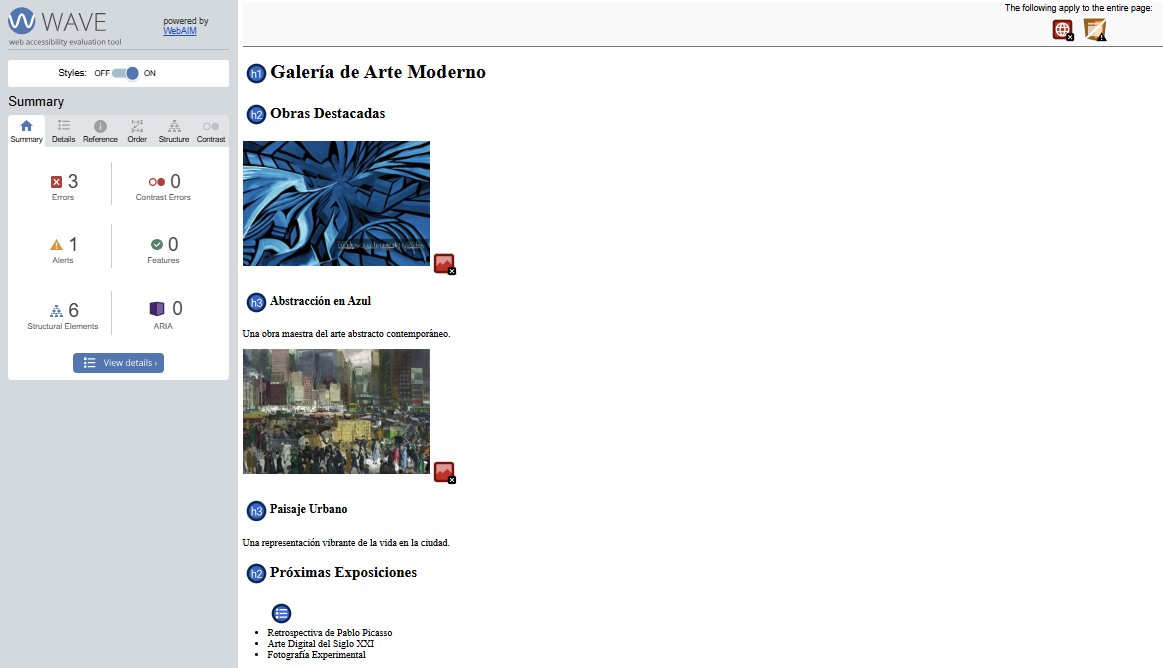 WAVE
web accessibility evaluation tool
powered by
WebAIM
Styles: OFF ON
Summary
Summary Details Reference Order Structure Contrast
3 Errors
0 Contrast Errors
1 Alerts
0 Features
6 Structural Elements
0 ARIA
View details ›
The following apply to the entire page:
h1 Galería de Arte Moderno
h2 Obras Destacadas
h3 Abstracción en Azul
Una obra maestra del arte abstracto contemporáneo.
h3 Paisaje Urbano
Una representación vibrante de la vida en la ciudad.
h2 Próximas Exposiciones
• Retrospectiva de Pablo Picasso
• Arte Digital del Siglo XXI
• Fotografía Experimental